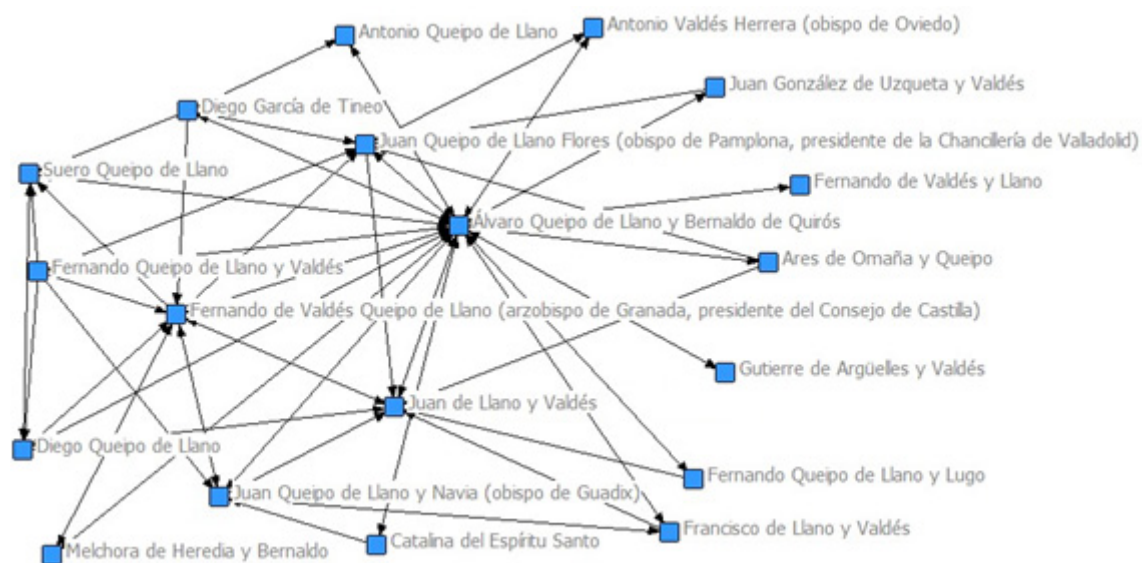 Antonio Queipo de Llano
Antonio Valdés Herrera (obispo de Oviedo)
Juan González de Uzqueta y Valdés
Diego García de Tineo
Juan Queipo de Llano Flores (obispo de Pamplona, presidente de la Chancillería de Valladolid)
Suero Queipo de Llano
Fernando de Valdés y Llano
Álvaro Queipo de Llano y Bernaldo de Quirós
Ares de Omaña y Queipo
Fernando Queipo de Llano y Valdés
Fernando de Valdés Queipo de Llano (arzobispo de Granada, presidente del Consejo de Castilla)
Gutierre de Argüelles y Valdés
Juan de Llano y Valdés
Diego Queipo de Llano
Fernando Queipo de Llano y Lugo
Juan Queipo de Llano y Navia (obispo de Guadix)
Francisco de Llano y Valdés
Catalina del Espíritu Santo
Melchora de Heredia y Bernaldo